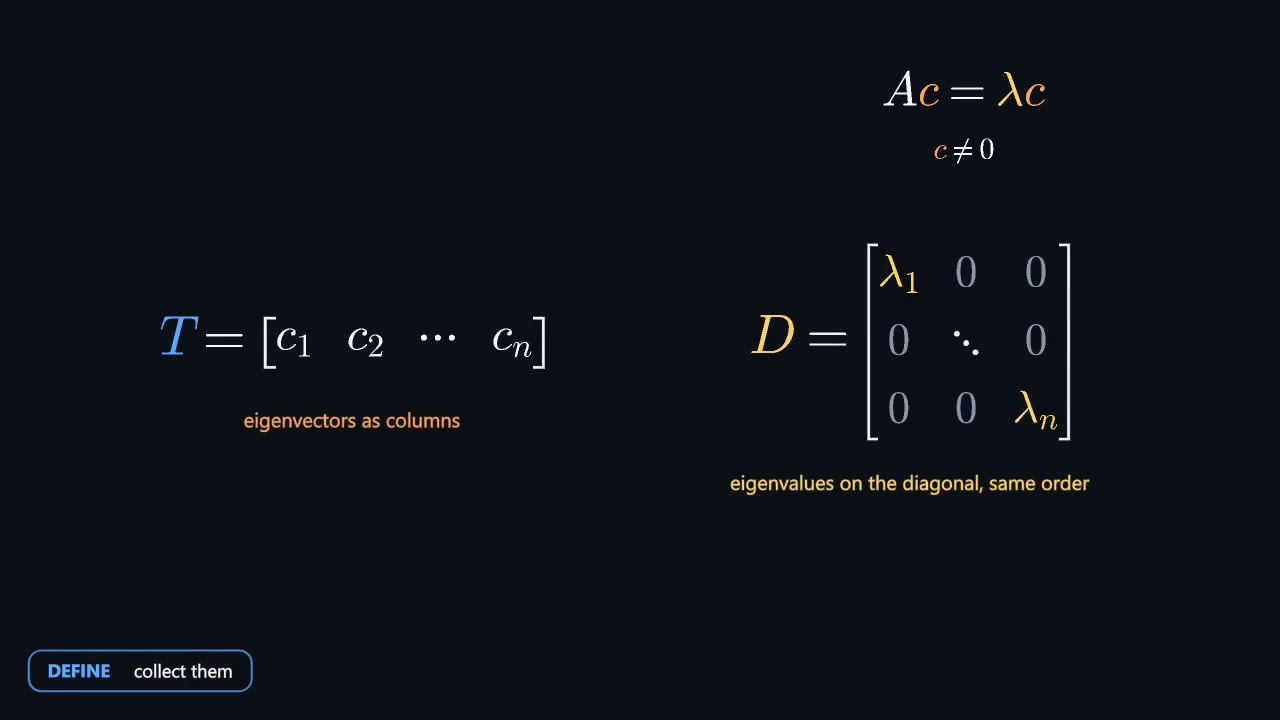 Ac = λc
c ≠ 0
T = [c₁ c₂ ⋯ cₙ]
eigenvectors as columns
D = [λ₁ 0 0
0 ⋱ 0
0 0 λₙ]
eigenvalues on the diagonal, same order
DEFINE collect them